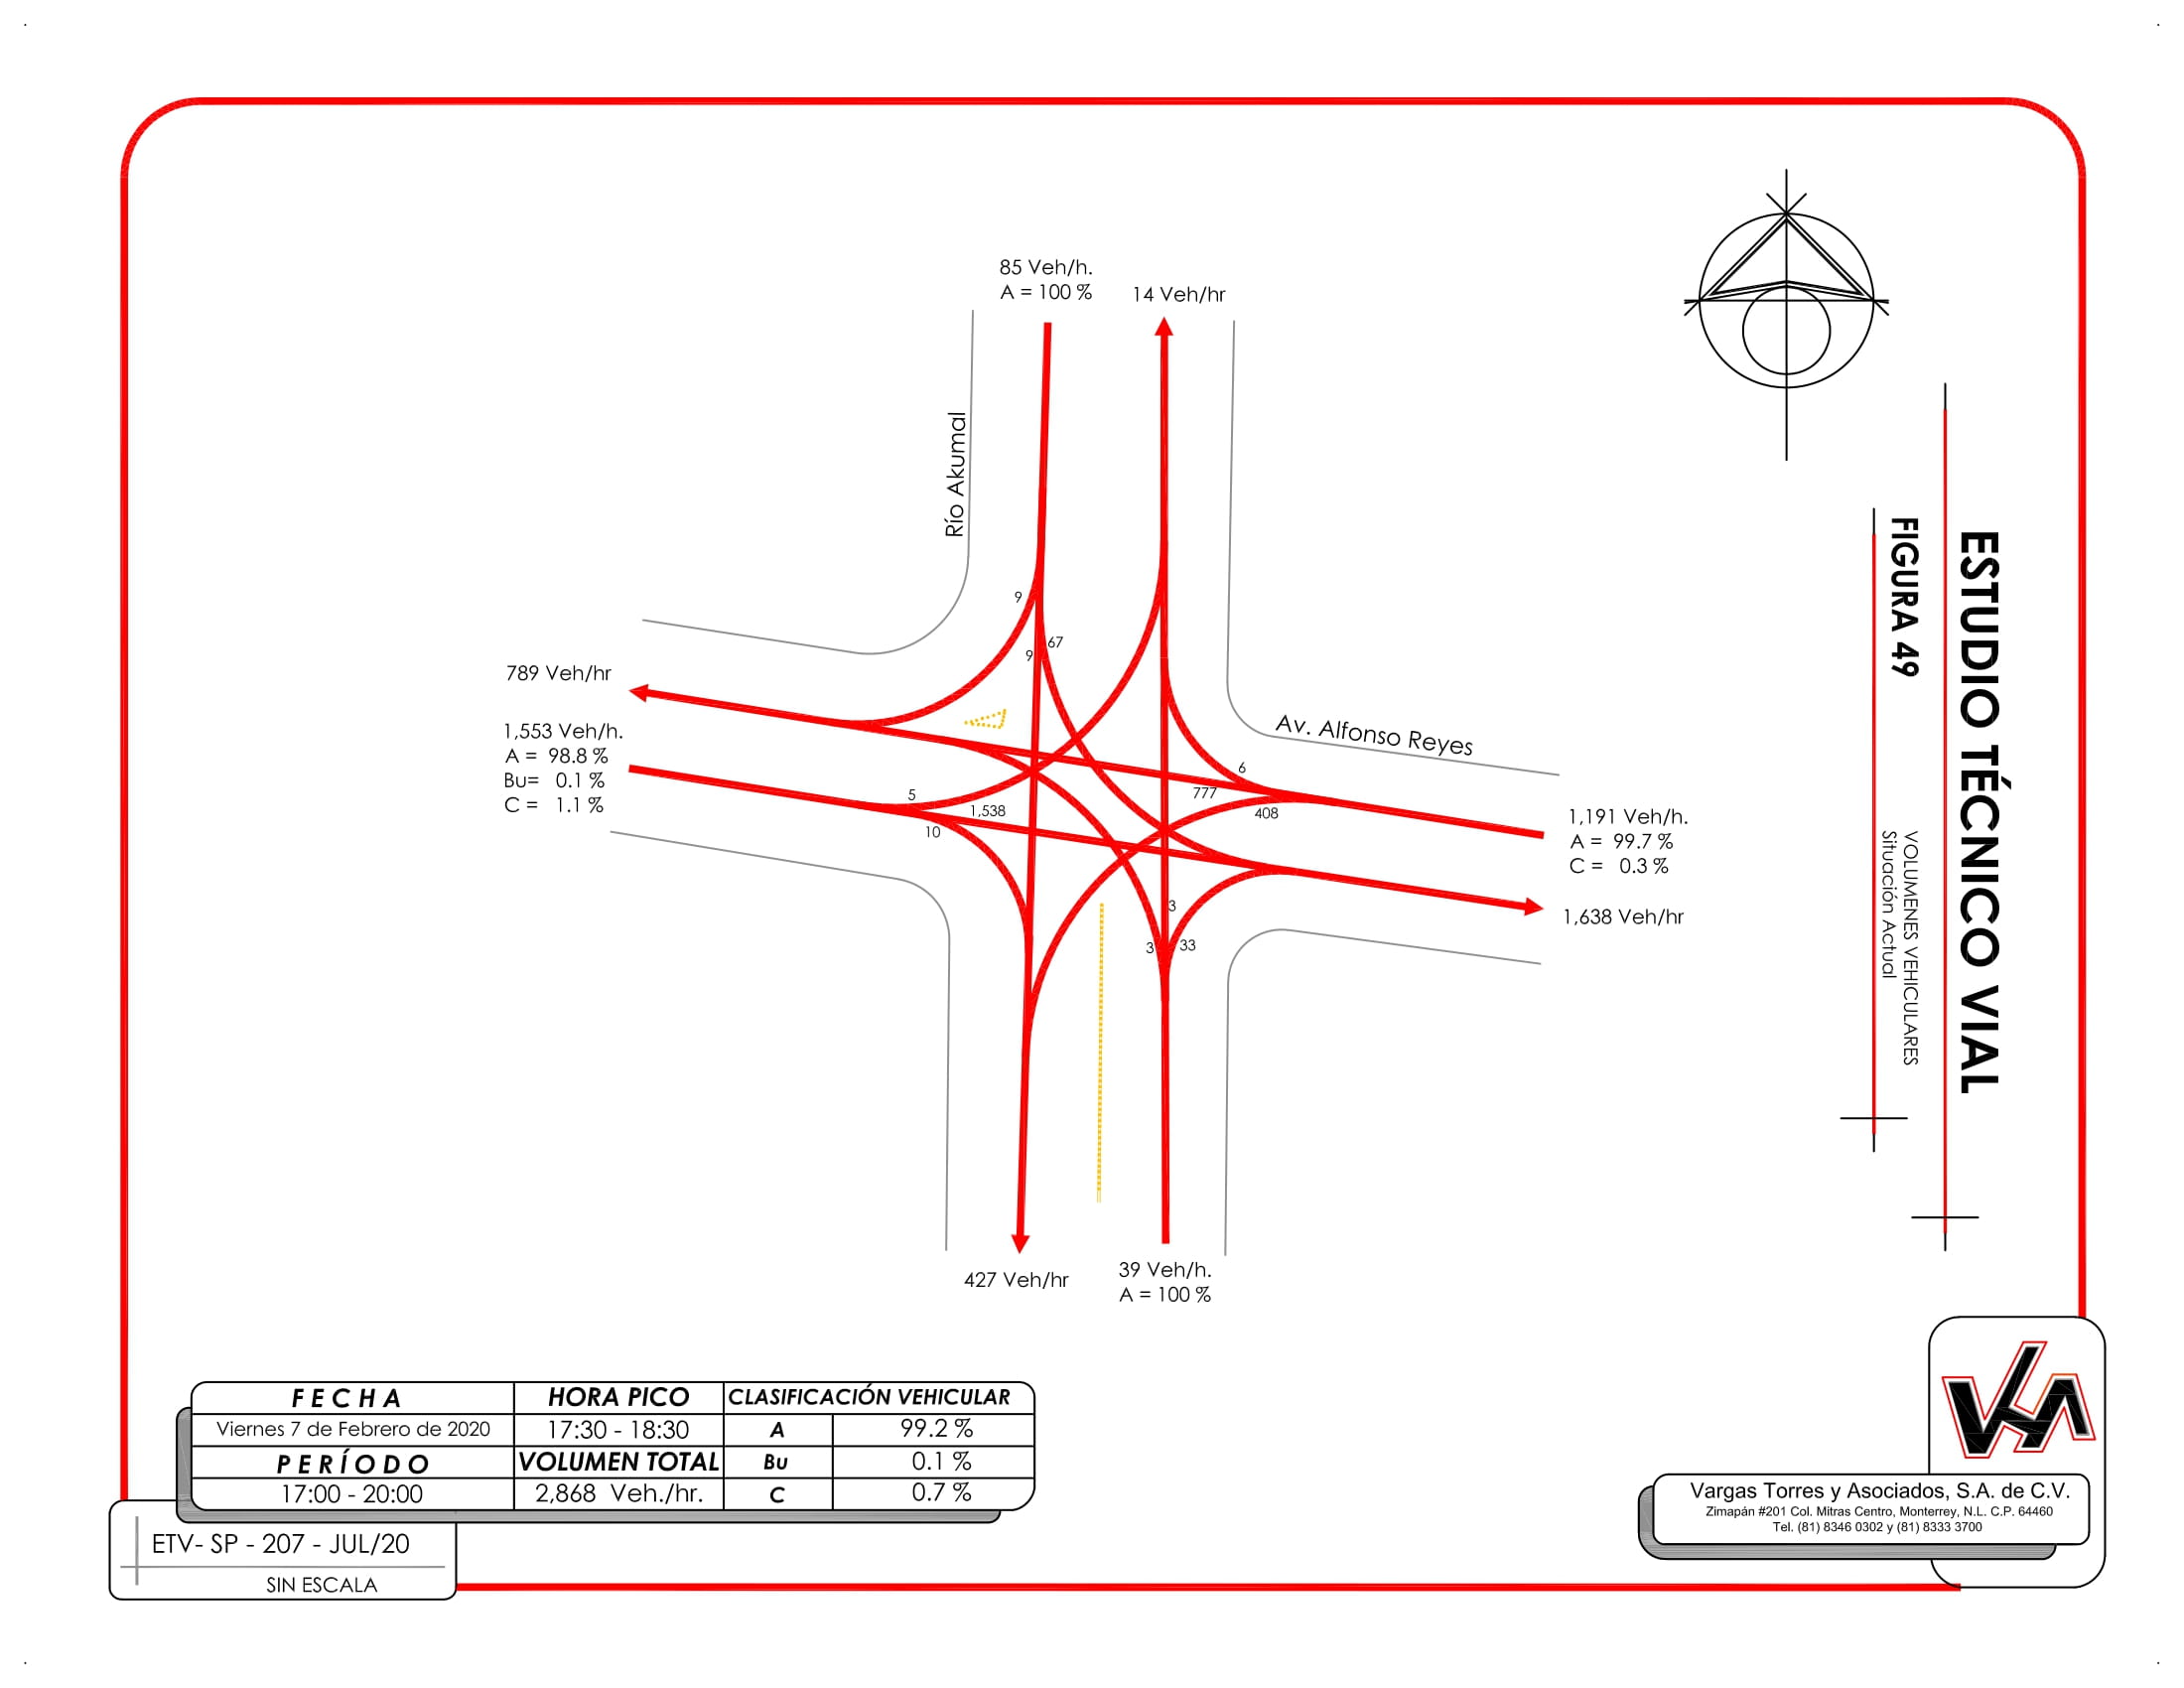 85 Veh/h.
A = 100 %
14 Veh/hr
Río Akumal
9
67
9
789 Veh/hr
1,553 Veh/h.
A = 98.8 %
Bu= 0.1 %
C = 1.1 %
Av. Alfonso Reyes
6
777
408
5
1,538
10
1,191 Veh/h.
A = 99.7 %
C = 0.3 %
1,638 Veh/hr
3
3
33
427 Veh/hr
39 Veh/h.
A = 100 %
ESTUDIO TÉCNICO VIAL
FIGURA 49
VOLUMENES VEHICULARES
Situación Actual
FECHA HORA PICO CLASIFICACIÓN VEHICULAR
Viernes 7 de Febrero de 2020 17:30 - 18:30 A 99.2 %
PERÍODO VOLUMEN TOTAL Bu 0.1 %
17:00 - 20:00 2,868 Veh./hr. C 0.7 %
ETV- SP - 207 - JUL/20
SIN ESCALA
Vargas Torres y Asociados, S.A. de C.V.
Zimapán #201 Col. Mitras Centro, Monterrey, N.L. C.P. 64460
Tel. (81) 8346 0302 y (81) 8333 3700